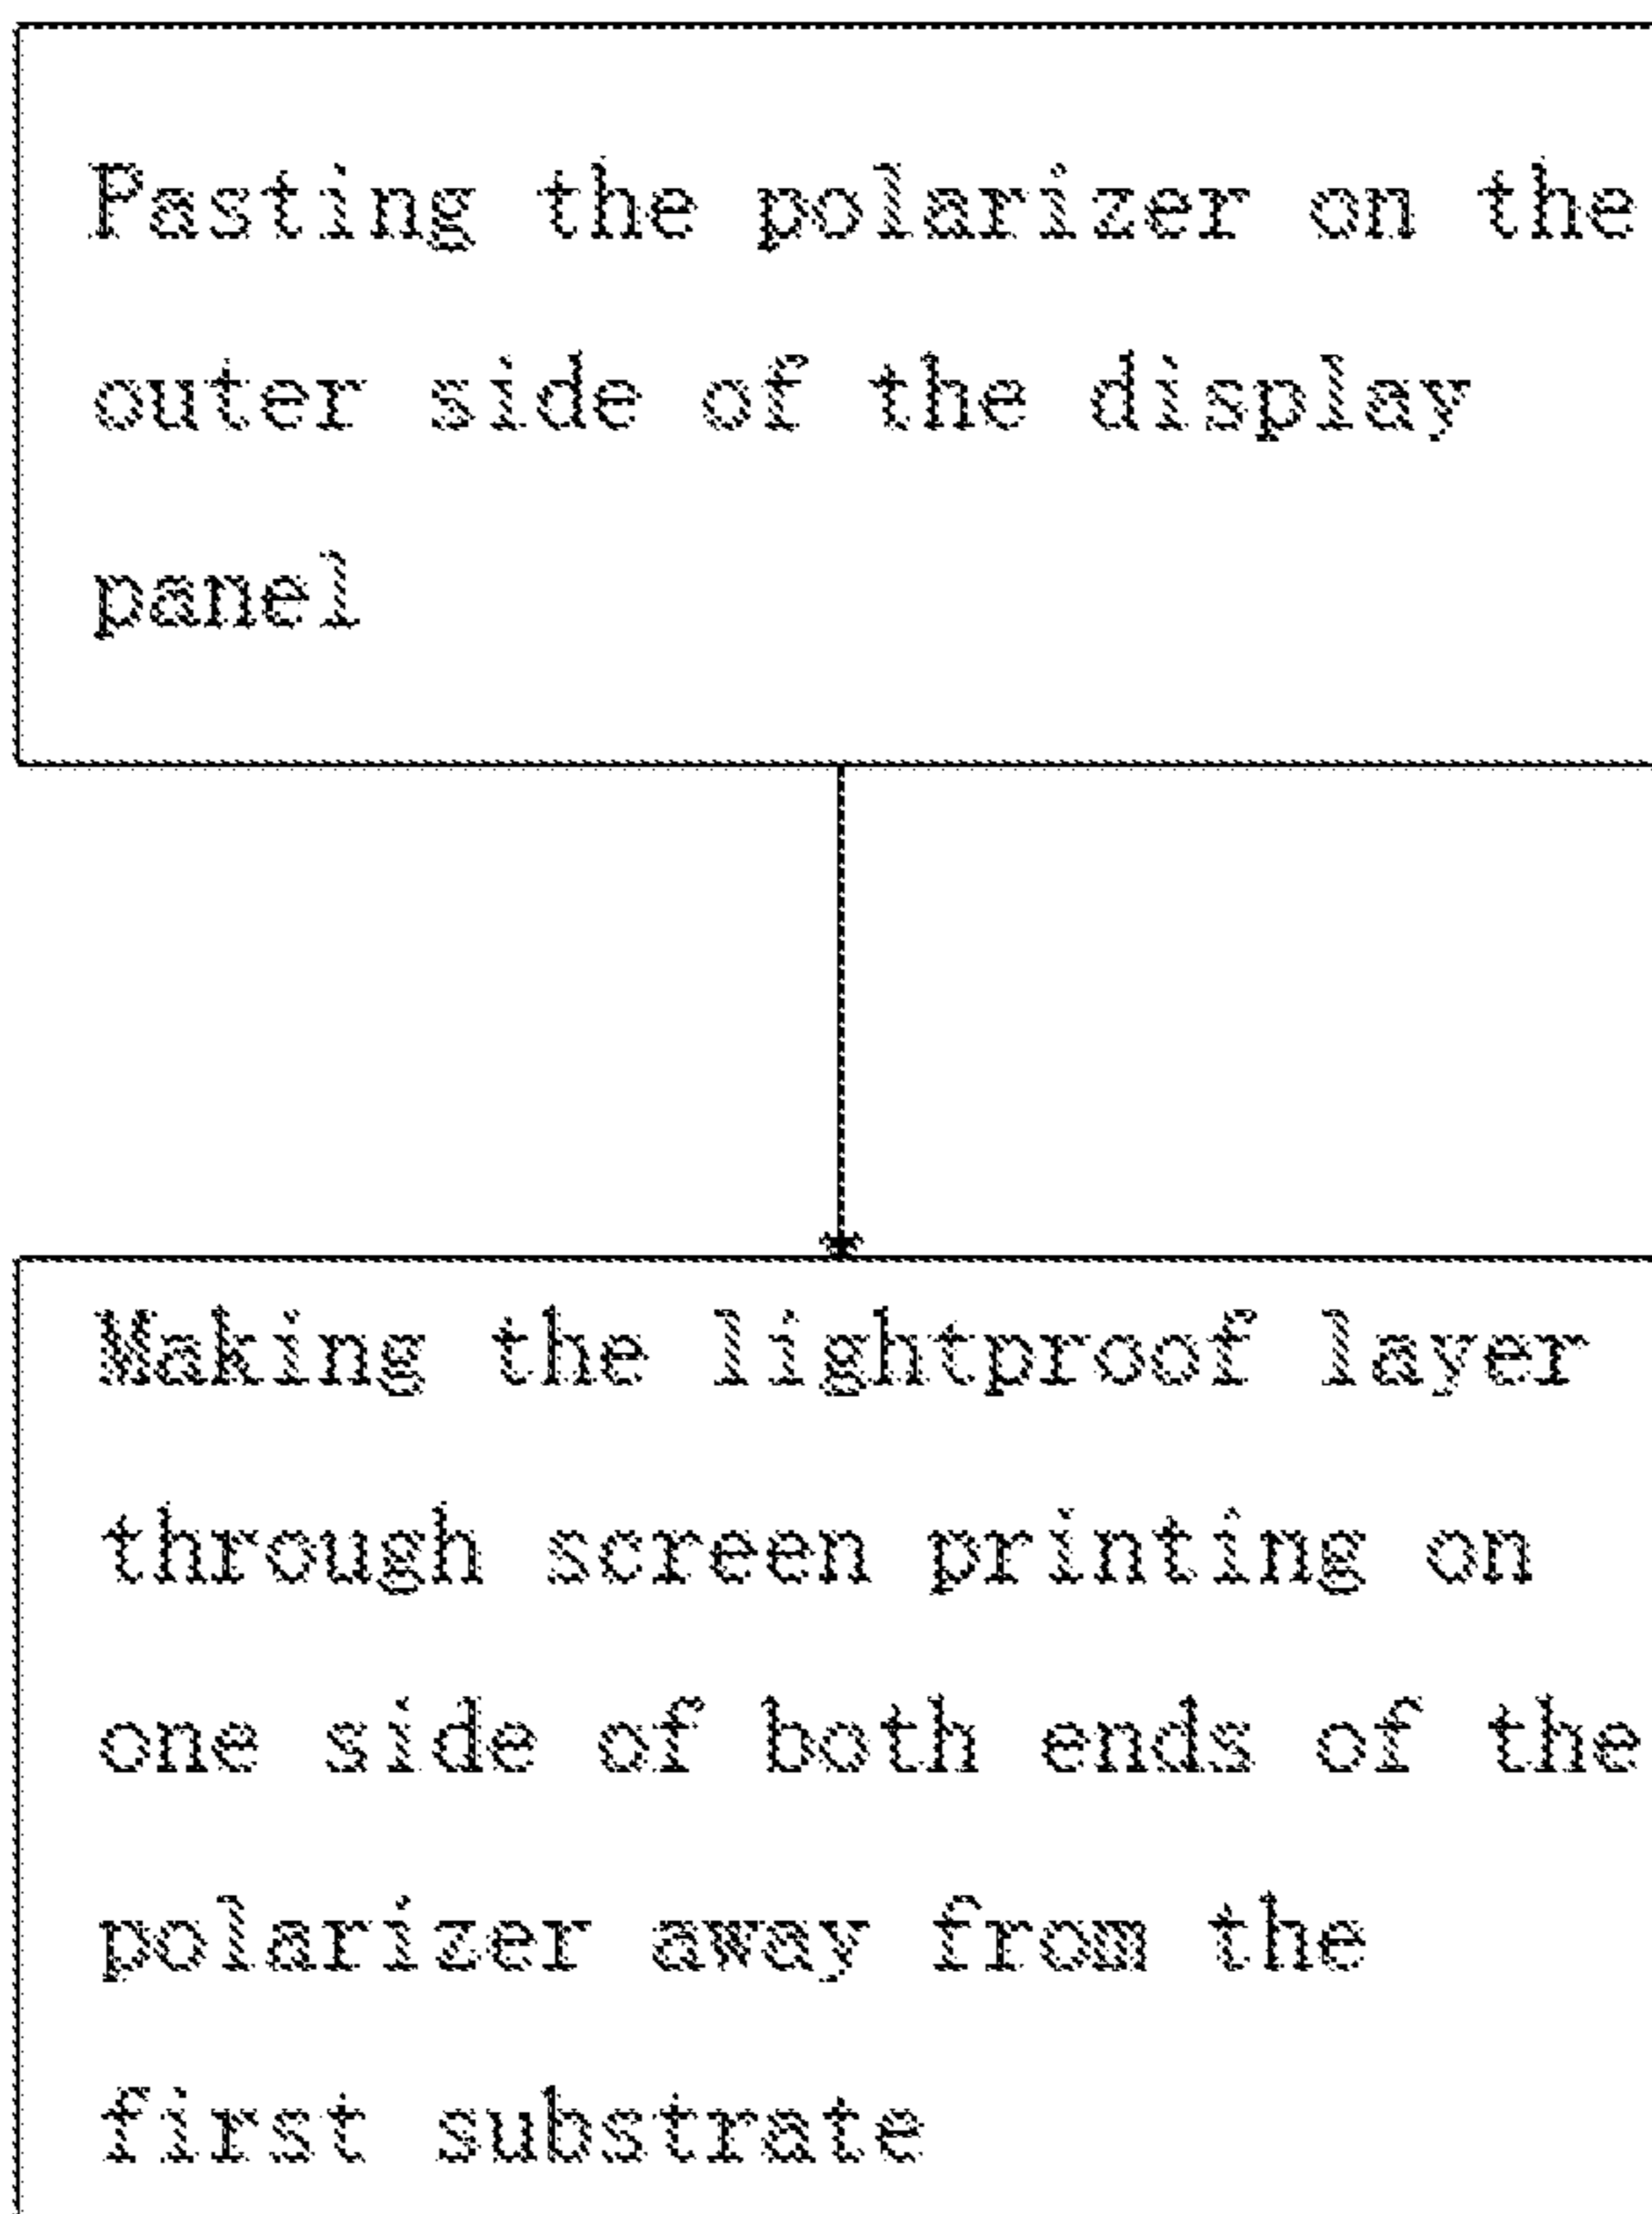 Pasting the polarizer on the
outer side of the display
panel
Making the lightproof layer
through screen printing on
one side of both ends of the
polarizer away from the
first substrate